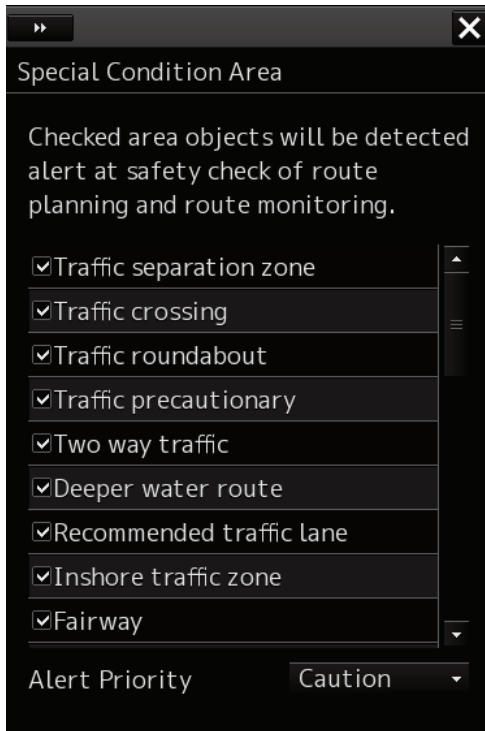 Special Condition Area
Checked area objects will be detected
alert at safety check of route
planning and route monitoring.
Traffic separation zone
Traffic crossing
Traffic roundabout
Traffic precautionary
Two way traffic
Deeper water route
Recommended traffic lane
Inshore traffic zone
Fairway
Alert Priority Caution